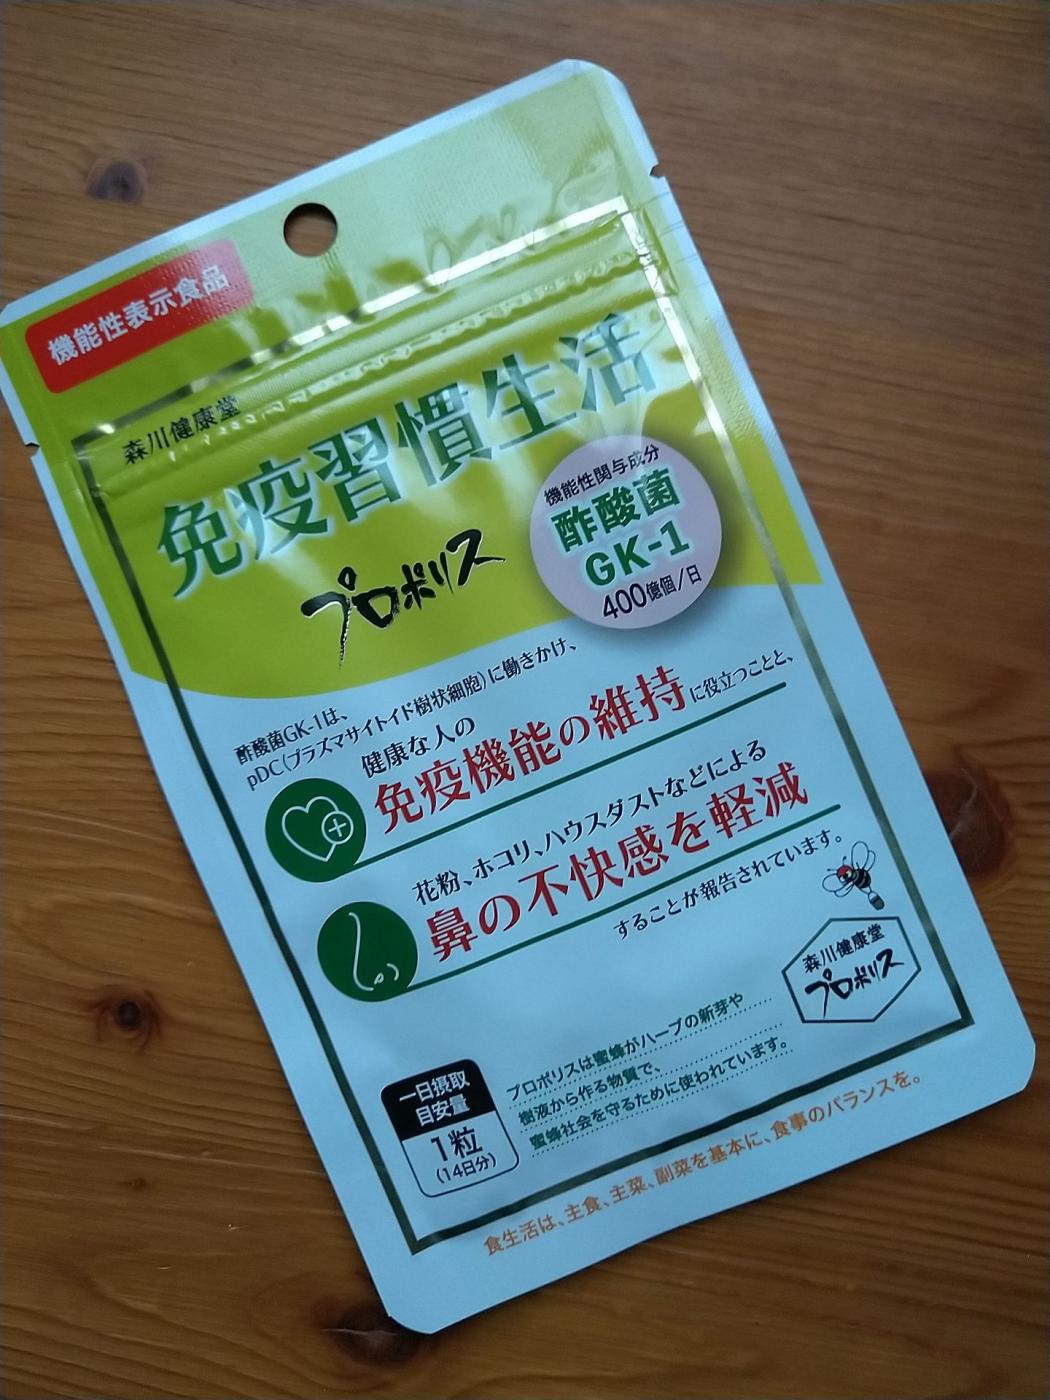 機能性表示食品
森川健康堂
免疫習慣生活
プロポリス
機能性関与成分
酢酸菌
GK-1
400億個/日
酢酸菌GK-1は、
pDC(プラズマサイトイド樹状細胞)に働きかけ、
健康な人の
免疫機能の維持に役立つことと、
花粉、ホコリ、ハウスダストなどによる
鼻の不快感を軽減
することが報告されています。
森川健康堂
プロポリス
一日摂取
目安量
1粒
(14日分)
プロポリスは蜜蜂がハーブの新芽や
樹液から作る物質で、
蜜蜂社会を守るために使われています。
食生活は、主食、主菜、副菜を基本に、食事のバランスを。